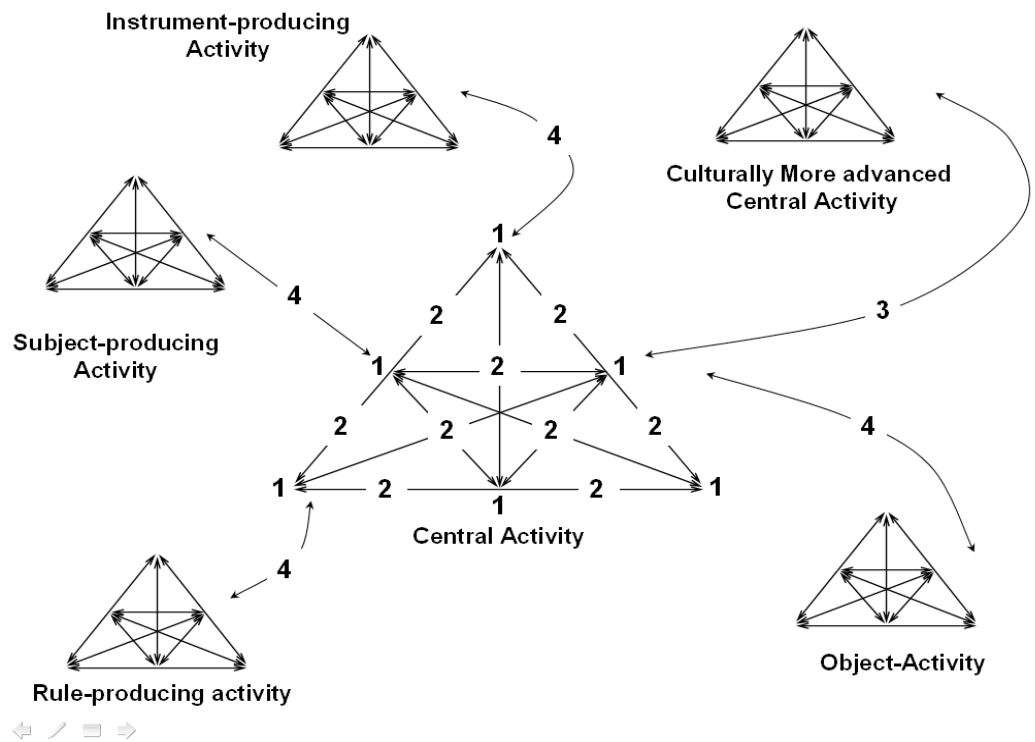 Instrument-producing
Activity
4
Culturally More advanced
Central Activity
1
Subject-producing
Activity
4
2
2
3
1
2
1
4
2
2
2
2
1
2
1
2
1
Central Activity
4
Rule-producing activity
Object-Activity